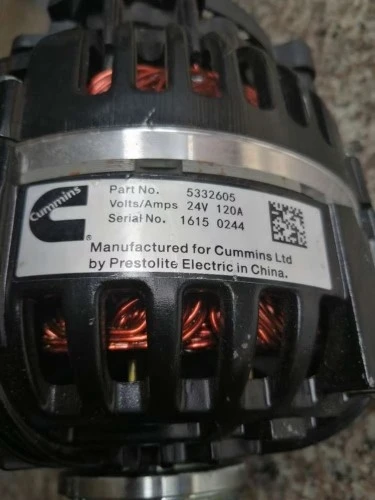 Cummins
Part No. 5332605
Volts/Amps 24V 120A
Serial No. 1615 0244
Manufactured for Cummins Ltd
by Prestolite Electric in China.